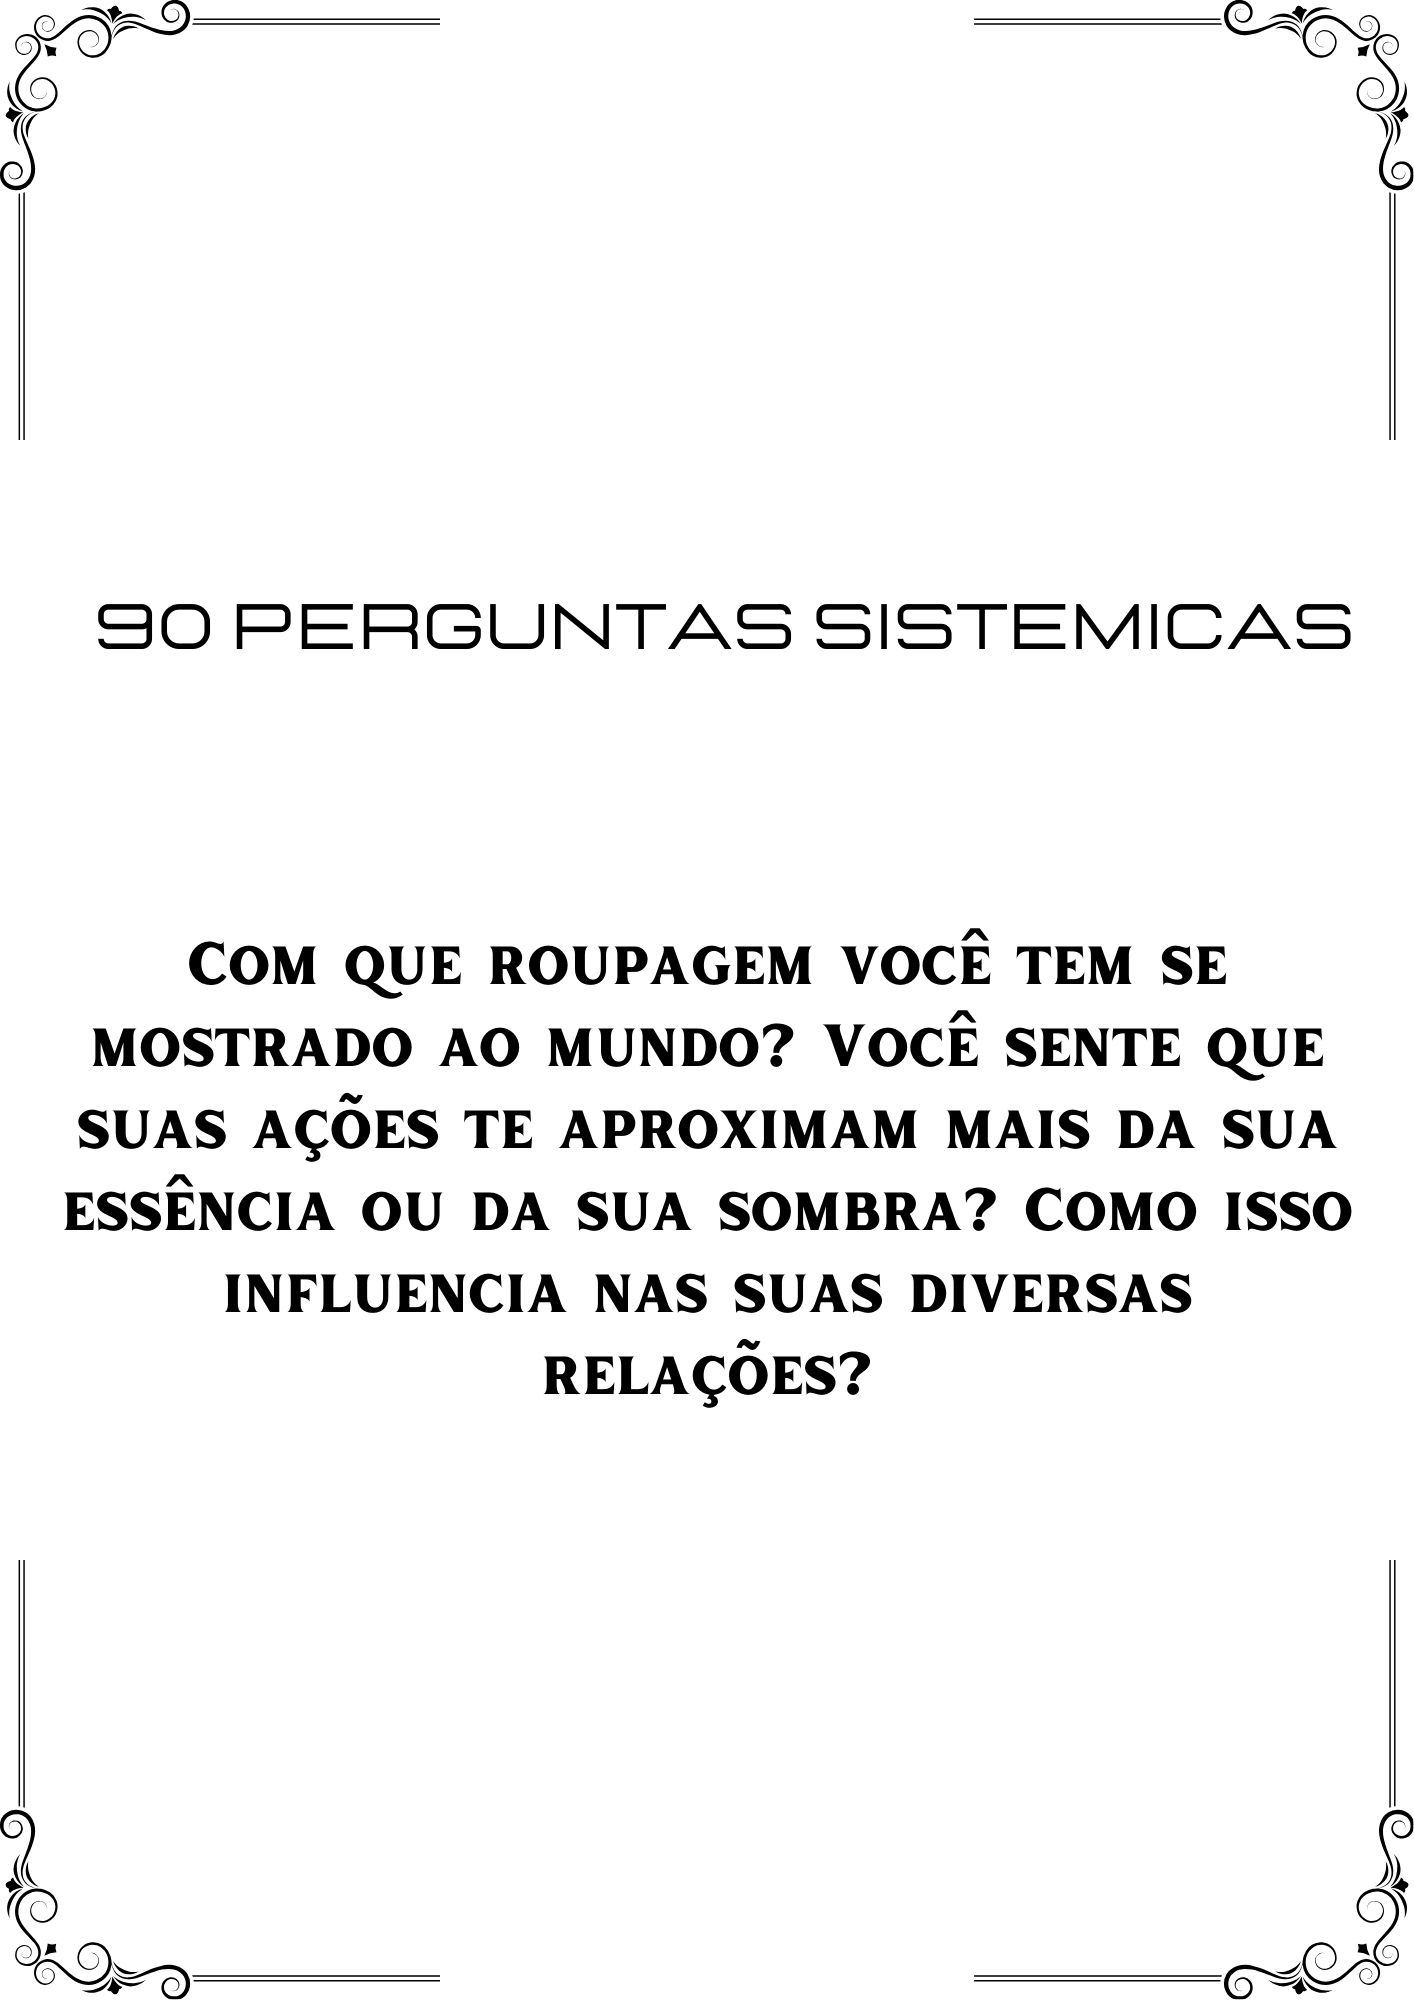 90 PERGUNTAS SISTEMICAS
Com que roupagem você tem se
mostrado ao mundo? Você sente que
suas ações te aproximam mais da sua
essência ou da sua sombra? Como isso
influencia nas suas diversas
relações?